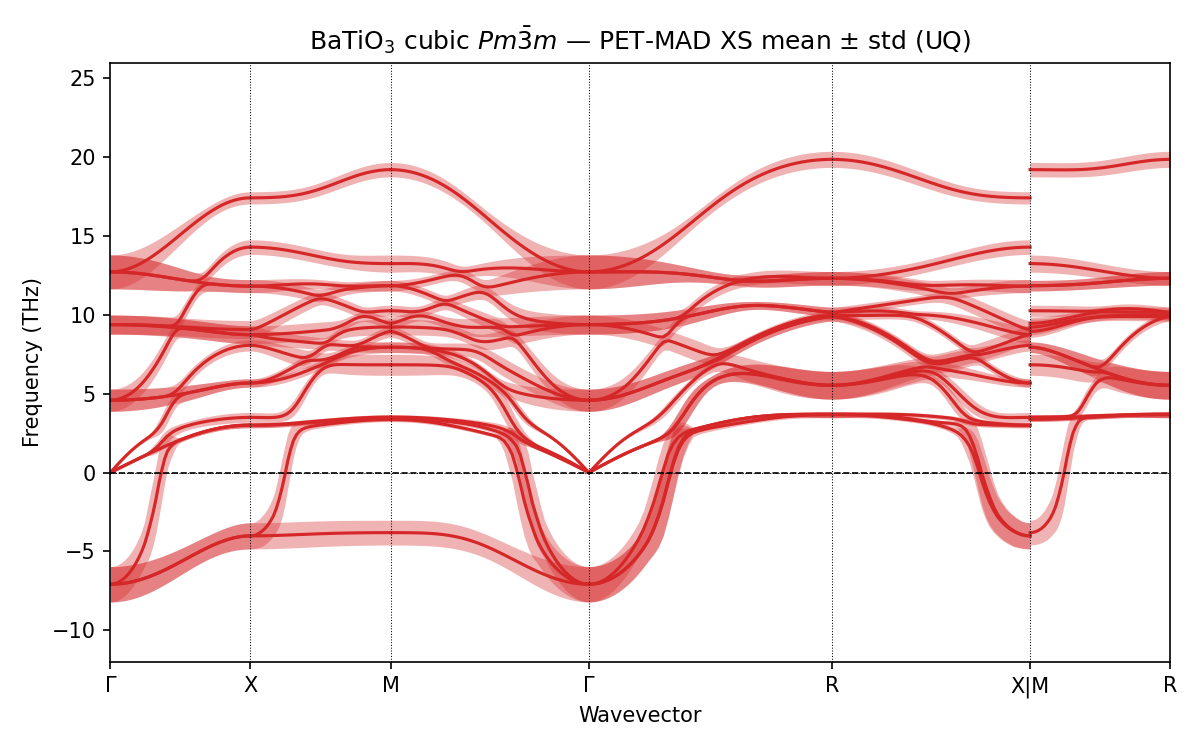 BaTiO₃ cubic Pm3̄m — PET-MAD XS mean ± std (UQ)
Frequency (THz)
25
20
15
10
5
0
−5
−10
Γ X M Γ R X|M R
Wavevector